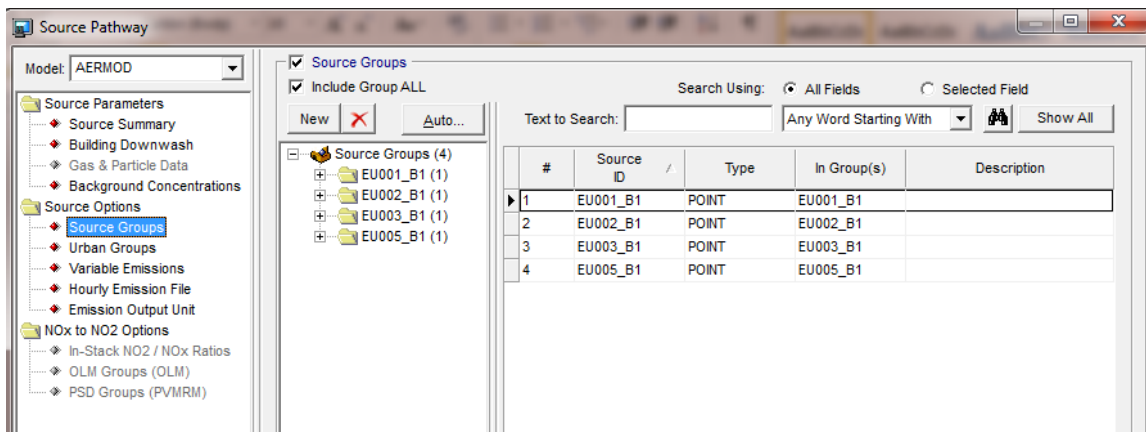 Source Pathway
Model: AERMOD
Source Parameters
Source Summary
Building Downwash
Gas & Particle Data
Background Concentrations
Source Options
Source Groups
Urban Groups
Variable Emissions
Hourly Emission File
Emission Output Unit
NOx to NO2 Options
In-Stack NO2 / NOx Ratios
OLM Groups (OLM)
PSD Groups (PVMRM)
Source Groups
Include Group ALL
Search Using: All Fields Selected Field
New Auto... Text to Search: Any Word Starting With Show All
Source Groups (4)
EU001_B1 (1)
EU002_B1 (1)
EU003_B1 (1)
EU005_B1 (1)
# Source ID Type In Group(s) Description
1 EU001_B1 POINT EU001_B1
2 EU002_B1 POINT EU002_B1
3 EU003_B1 POINT EU003_B1
4 EU005_B1 POINT EU005_B1